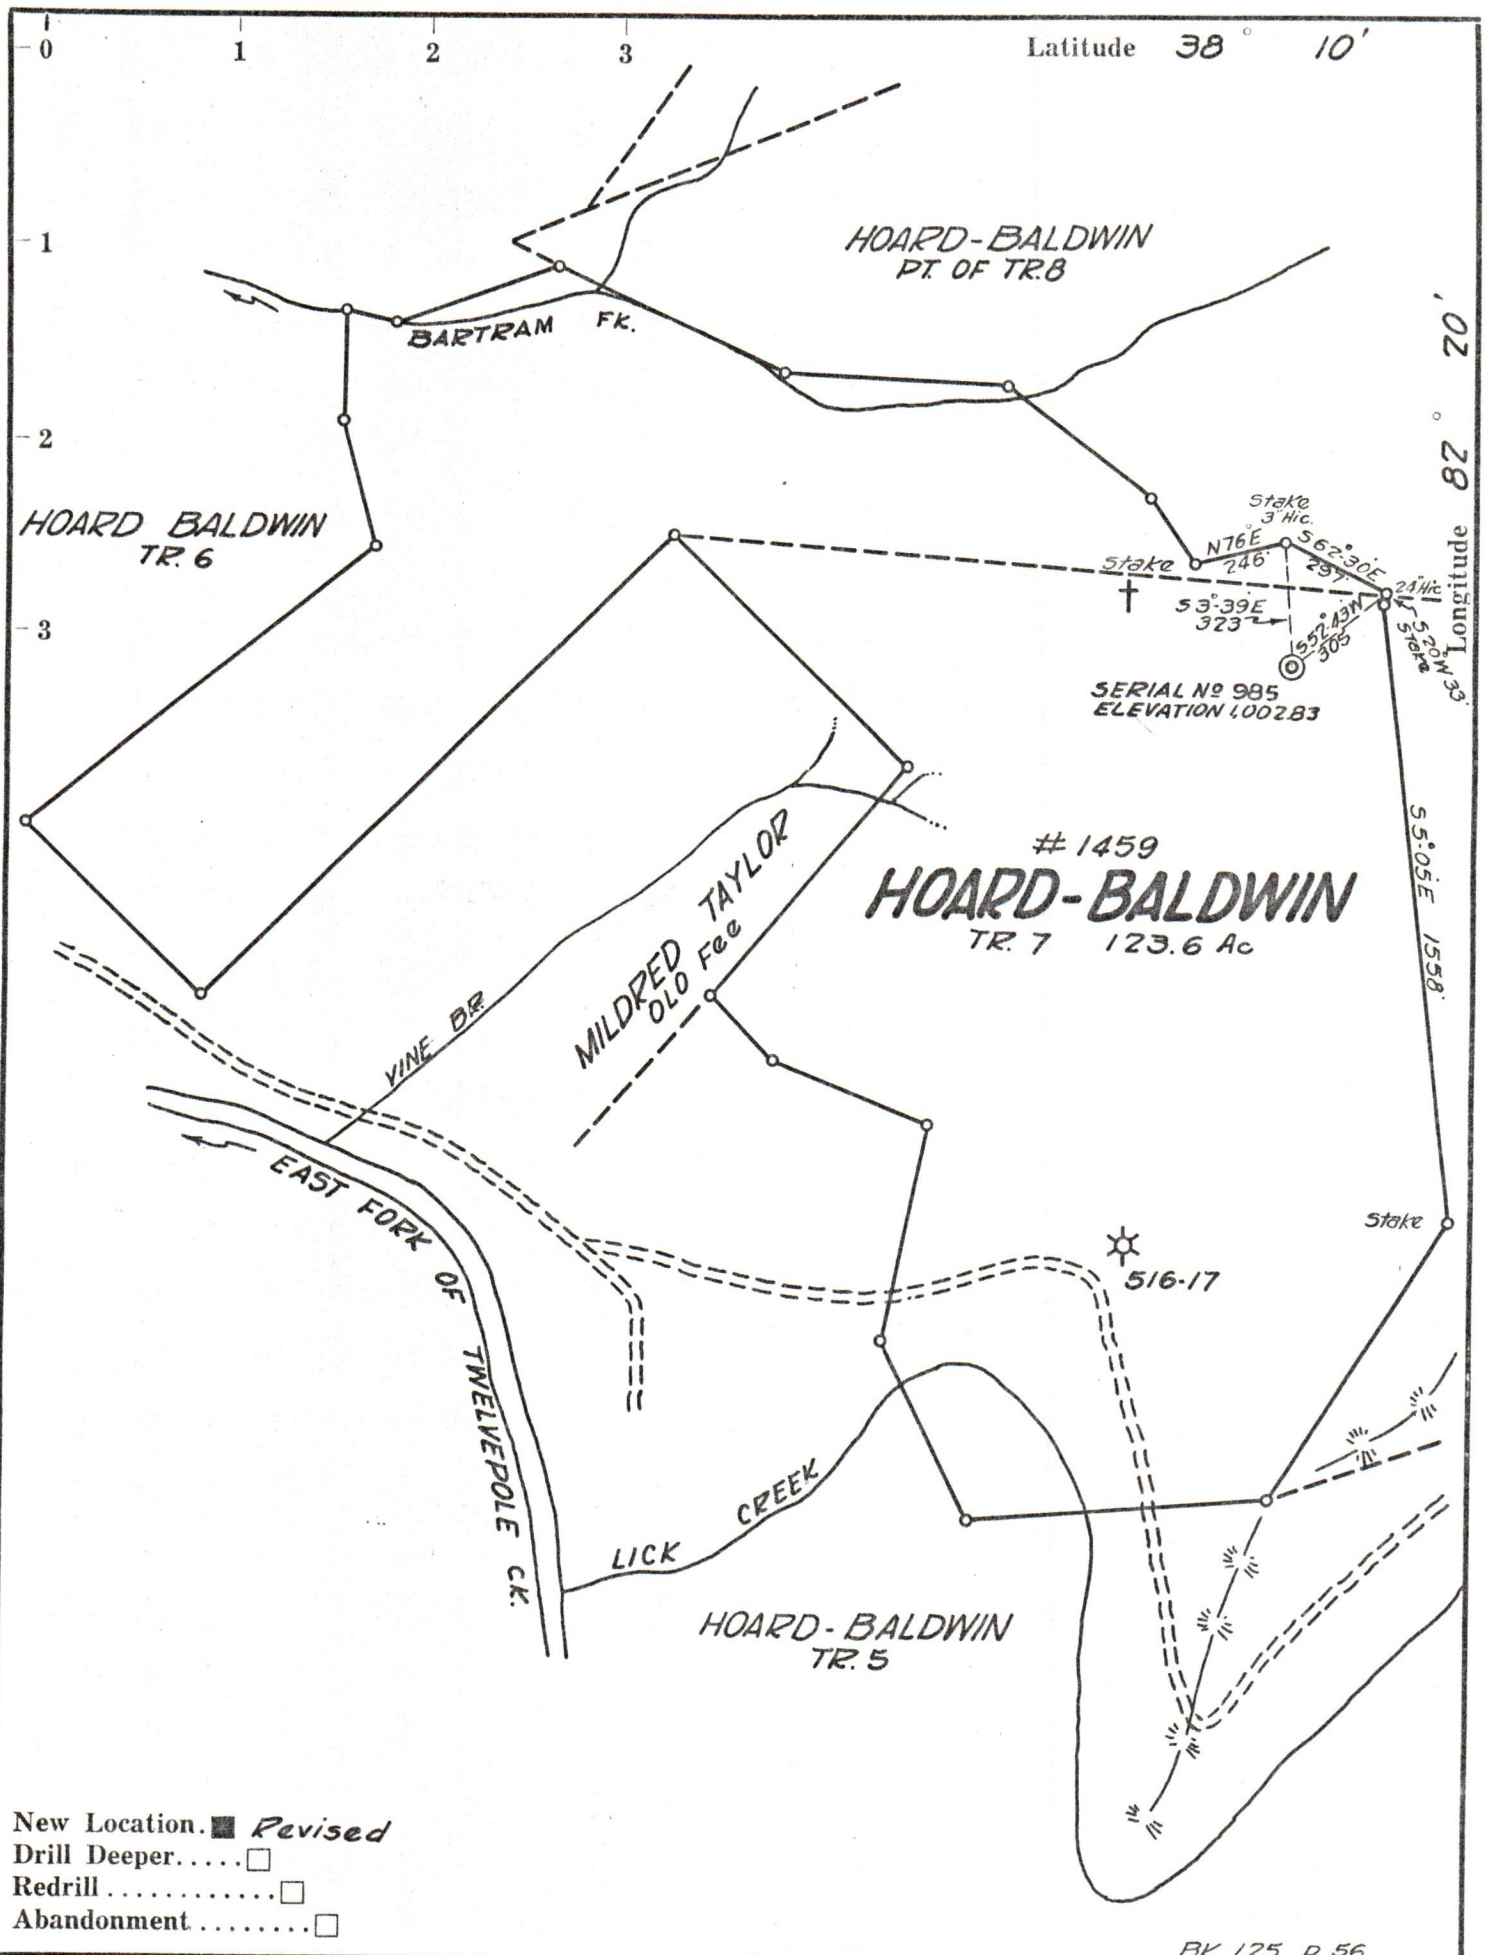 0 1 2 3 Latitude 38° 10'
1
2
3
Longitude 82° 20'
HOARD-BALDWIN
PT. OF TR. 8
BARTRAM FK.
HOARD BALDWIN
TR. 6
Stake
3" Hic.
N76°E
246'
S62°30'E
297'
Stake
24" Hic
S3°-39'E
323'
S52°43'W
305'
S20°W 33'
Stake
SERIAL No 985
ELEVATION 1,002.83
# 1459
HOARD-BALDWIN
TR. 7 123.6 Ac
S5°05'E 1558'
MILDRED TAYLOR
OLO Fee
VINE BR.
EAST FORK OF TWELVEPOLE CK.
Stake
516-17
LICK CREEK
HOARD-BALDWIN
TR. 5
New Location. ■ Revised
Drill Deeper..... □
Redrill ............ □
Abandonment ........ □
BK 125 P 56